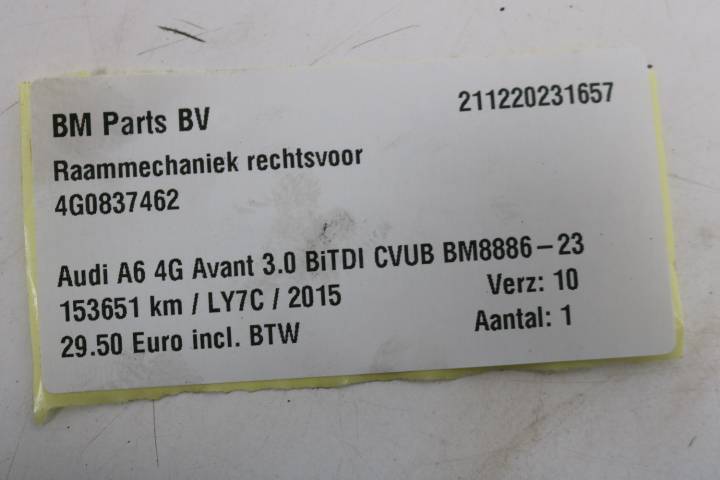 BM Parts BV
211220231657
Raammechaniek rechtsvoor
4G0837462
Audi A6 4G Avant 3.0 BiTDI CVUB BM8886-23
153651 km / LY7C / 2015
Verz: 10
29.50 Euro incl. BTW
Aantal: 1